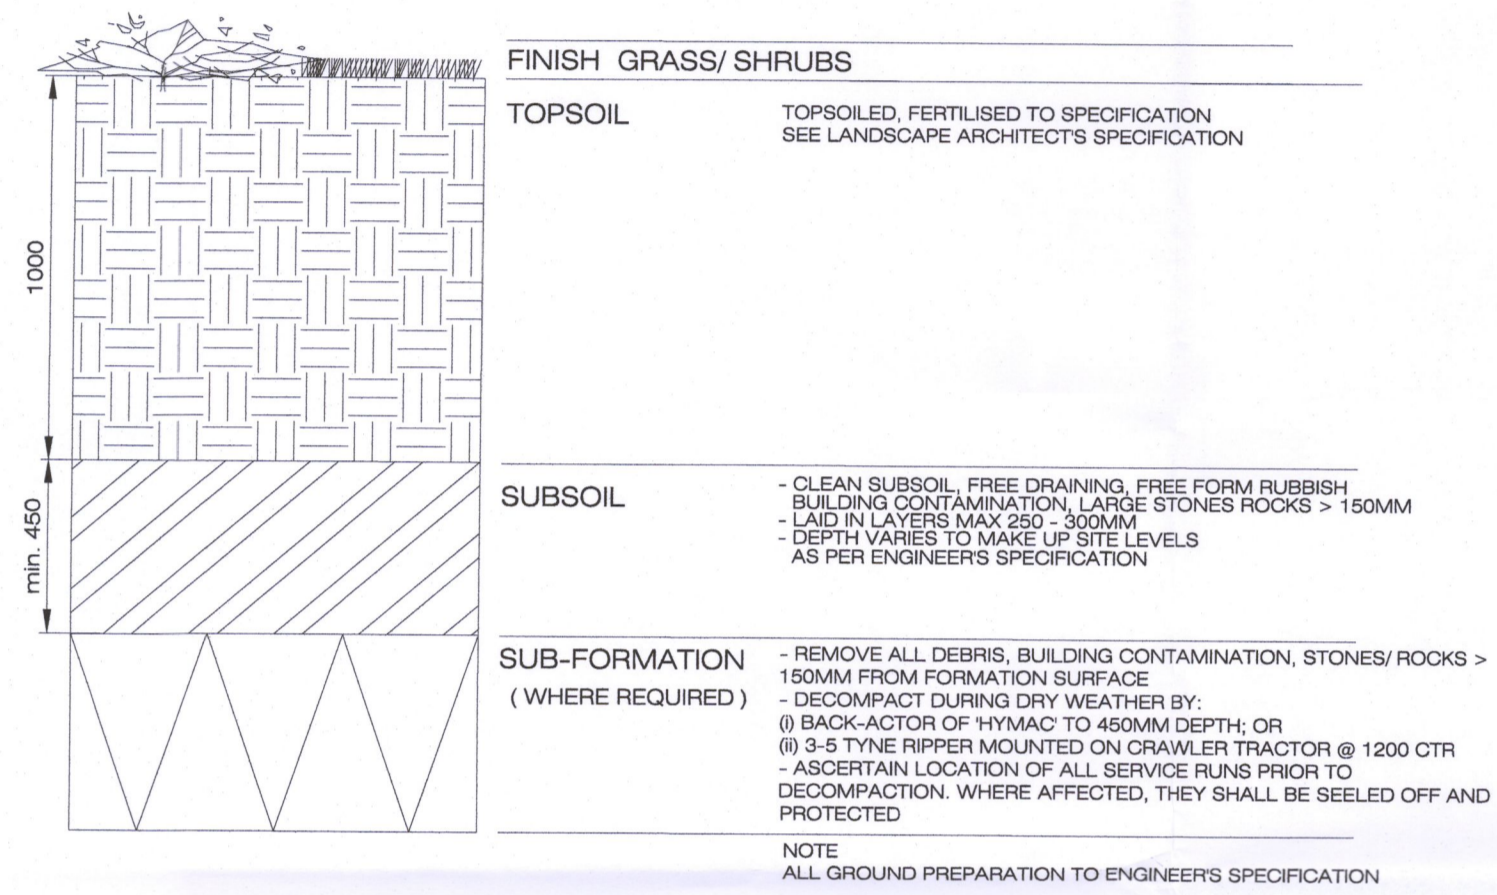 FINISH GRASS/ SHRUBS
TOPSOIL
TOPSOILED, FERTILISED TO SPECIFICATION
SEE LANDSCAPE ARCHITECT'S SPECIFICATION
1000
SUBSOIL
- CLEAN SUBSOIL, FREE DRAINING, FREE FORM RUBBISH
BUILDING CONTAMINATION, LARGE STONES ROCKS > 150MM
- LAID IN LAYERS MAX 250 - 300MM
- DEPTH VARIES TO MAKE UP SITE LEVELS
AS PER ENGINEER'S SPECIFICATION
min. 450
SUB-FORMATION
( WHERE REQUIRED )
- REMOVE ALL DEBRIS, BUILDING CONTAMINATION, STONES/ ROCKS >
150MM FROM FORMATION SURFACE
- DECOMPACT DURING DRY WEATHER BY:
(i) BACK-ACTOR OF 'HYMAC' TO 450MM DEPTH; OR
(ii) 3-5 TYNE RIPPER MOUNTED ON CRAWLER TRACTOR @ 1200 CTR
- ASCERTAIN LOCATION OF ALL SERVICE RUNS PRIOR TO
DECOMPACTION. WHERE AFFECTED, THEY SHALL BE SEELED OFF AND
PROTECTED
NOTE
ALL GROUND PREPARATION TO ENGINEER'S SPECIFICATION